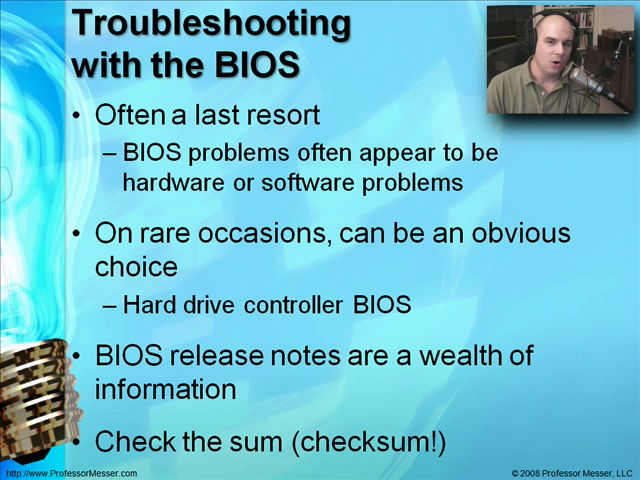 Troubleshooting
with the BIOS
• Often a last resort
– BIOS problems often appear to be
hardware or software problems
• On rare occasions, can be an obvious
choice
– Hard drive controller BIOS
• BIOS release notes are a wealth of
information
• Check the sum (checksum!)
http://www.ProfessorMesser.com
© 2008 Professor Messer, LLC